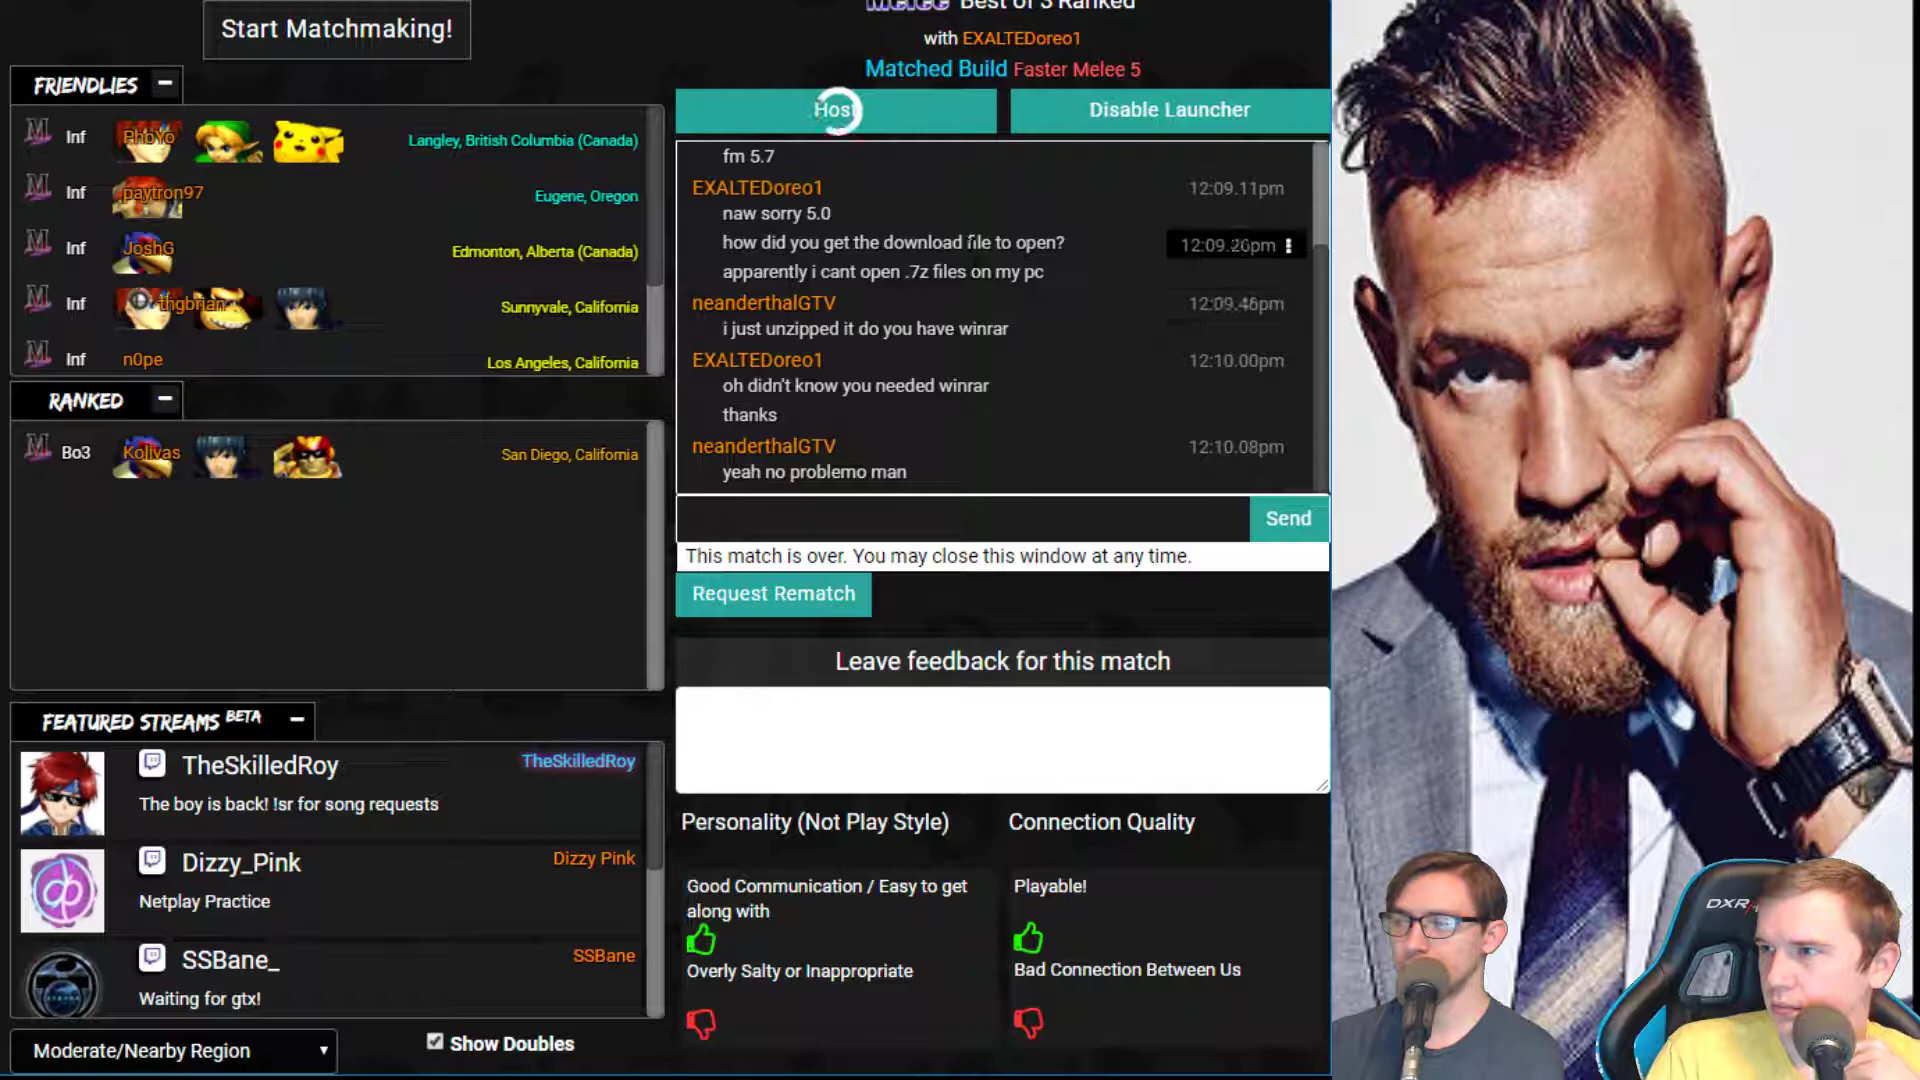 Start Matchmaking!
FRIENDLIES
Inf PhbYo Langley, British Columbia (Canada)
Inf paytron97 Eugene, Oregon
Inf JoshG Edmonton, Alberta (Canada)
Inf thgbrian Sunnyvale, California
Inf n0pe Los Angeles, California
RANKED
Bo3 Kolivas San Diego, California
FEATURED STREAMS BETA
TheSkilledRoy TheSkilledRoy
The boy is back! !sr for song requests
Dizzy_Pink Dizzy Pink
Netplay Practice
SSBane_ SSBane
Waiting for gtx!
Moderate/Nearby Region
Show Doubles
Melee Best of 3 Ranked
with EXALTEDoreo1
Matched Build Faster Melee 5
Host
Disable Launcher
fm 5.7
EXALTEDoreo1 12:09.11pm
naw sorry 5.0
how did you get the download file to open? 12:09.26pm
apparently i cant open .7z files on my pc
neanderthalGTV 12:09.46pm
i just unzipped it do you have winrar
EXALTEDoreo1 12:10.00pm
oh didn't know you needed winrar
thanks
neanderthalGTV 12:10.08pm
yeah no problemo man
Send
This match is over. You may close this window at any time.
Request Rematch
Leave feedback for this match
Personality (Not Play Style)
Good Communication / Easy to get
along with
Overly Salty or Inappropriate
Connection Quality
Playable!
Bad Connection Between Us